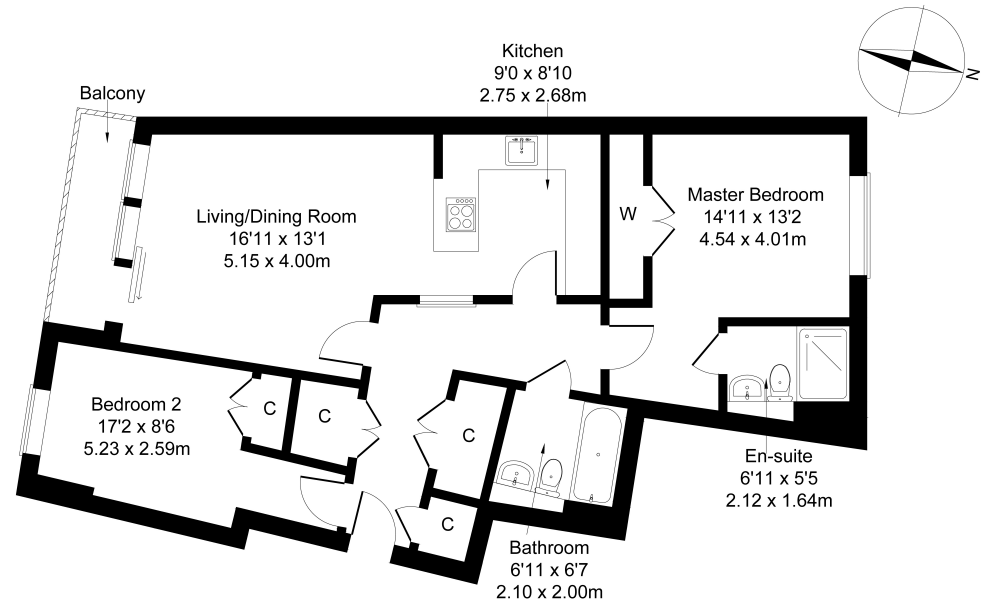 Kitchen
9'0 x 8'10
2.75 x 2.68m
N
Balcony
Living/Dining Room
16'11 x 13'1
5.15 x 4.00m
W
Master Bedroom
14'11 x 13'2
4.54 x 4.01m
Bedroom 2
17'2 x 8'6
5.23 x 2.59m
C
C
C
C
En-suite
6'11 x 5'5
2.12 x 1.64m
Bathroom
6'11 x 6'7
2.10 x 2.00m